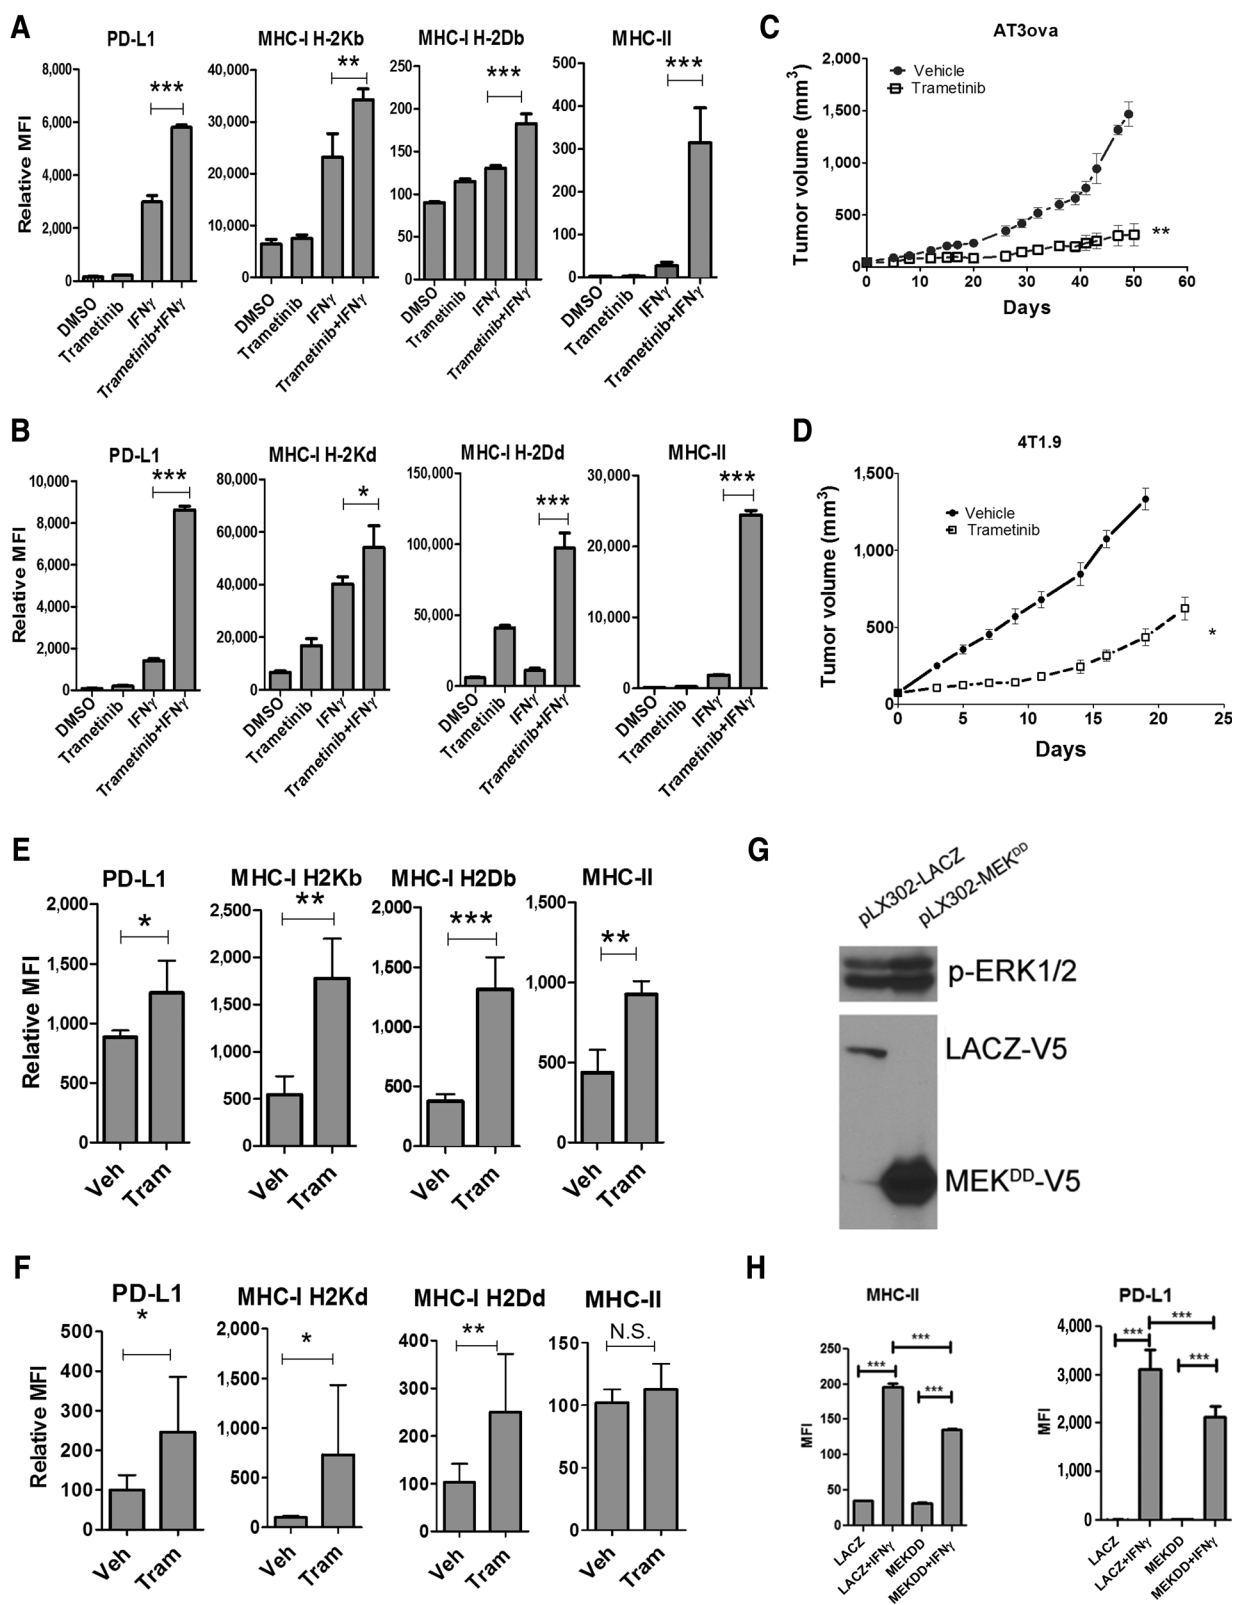 A
PD-L1
Relative MFI
8,000
6,000
4,000
2,000
0
***
DMSO
Trametinib
IFNγ
Trametinib+IFNγ
MHC-I H-2Kb
40,000
30,000
20,000
10,000
0
**
DMSO
Trametinib
IFNγ
Trametinib+IFNγ
MHC-I H-2Db
250
200
150
100
50
0
***
DMSO
Trametinib
IFNγ
Trametinib+IFNγ
MHC-II
500
400
300
200
100
0
***
DMSO
Trametinib
IFNγ
Trametinib+IFNγ
C
AT3ova
Tumor volume (mm³)
2,000
1,500
1,000
500
0
Vehicle
Trametinib
**
0 10 20 30 40 50 60
Days
B
PD-L1
Relative MFI
10,000
8,000
6,000
4,000
2,000
0
***
DMSO
Trametinib
IFNγ
Trametinib+IFNγ
MHC-I H-2Kd
80,000
60,000
40,000
20,000
0
*
DMSO
Trametinib
IFNγ
Trametinib+IFNγ
MHC-I H-2Dd
150,000
100,000
50,000
0
***
DMSO
Trametinib
IFNγ
Trametinib+IFNγ
MHC-II
30,000
20,000
10,000
0
***
DMSO
Trametinib
IFNγ
Trametinib+IFNγ
D
4T1.9
Tumor volume (mm³)
1,500
1,000
500
0
Vehicle
Trametinib
*
0 5 10 15 20 25
Days
E
PD-L1
Relative MFI
2,000
1,500
1,000
500
0
*
Veh
Tram
MHC-I H2Kb
2,500
2,000
1,500
1,000
500
0
**
Veh
Tram
MHC-I H2Db
2,000
1,500
1,000
500
0
***
Veh
Tram
MHC-II
1,500
1,000
500
0
**
Veh
Tram
G
pLX302-LACZ
pLX302-MEKᴰᴰ
p-ERK1/2
LACZ-V5
MEKᴰᴰ-V5
F
PD-L1
Relative MFI
500
400
300
200
100
0
*
Veh
Tram
MHC-I H2Kd
2,000
1,500
1,000
500
0
*
Veh
Tram
MHC-I H2Dd
400
300
200
100
0
**
Veh
Tram
MHC-II
150
100
50
0
N.S.
Veh
Tram
H
MHC-II
MFI
250
200
150
100
50
0
***
***
***
LACZ
LACZ+IFNγ
MEKDD
MEKDD+IFNγ
PD-L1
MFI
4,000
3,000
2,000
1,000
0
***
***
***
LACZ
LACZ+IFNγ
MEKDD
MEKDD+IFNγ